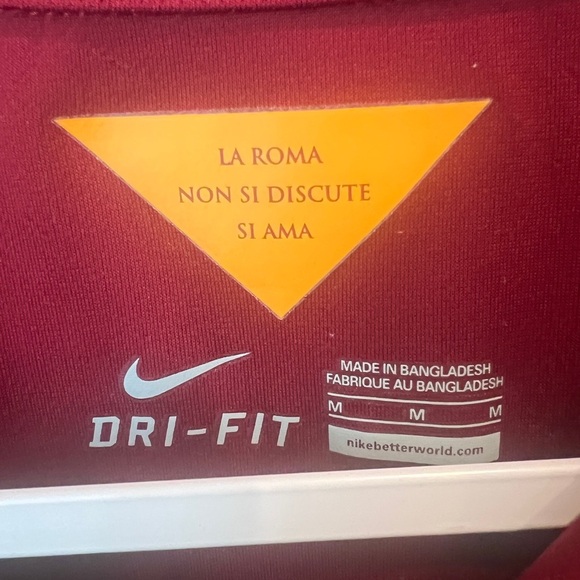 LA ROMA
NON SI DISCUTE
SI AMA
DRI-FIT
MADE IN BANGLADESH
FABRIQUE AU BANGLADESH
M M M
nikebetterworld.com